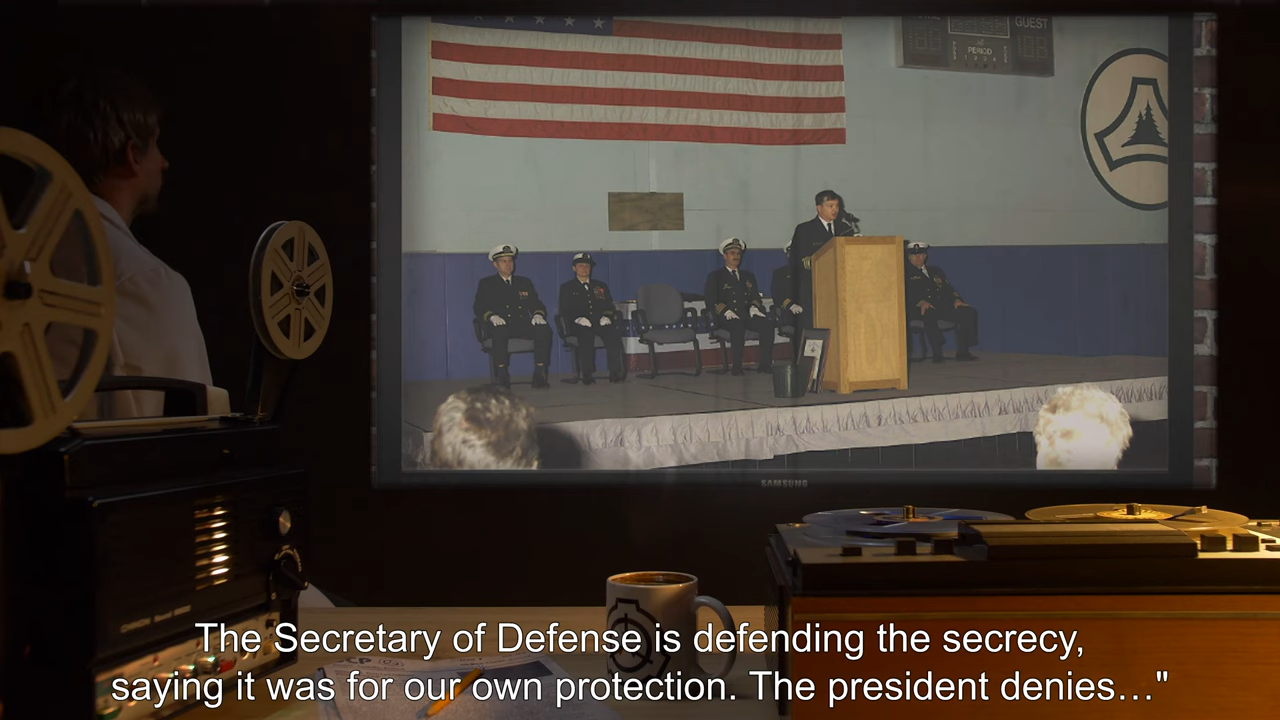 GUEST
PERIOD
SAMSUNG
The Secretary of Defense is defending the secrecy,
saying it was for our own protection. The president denies…"